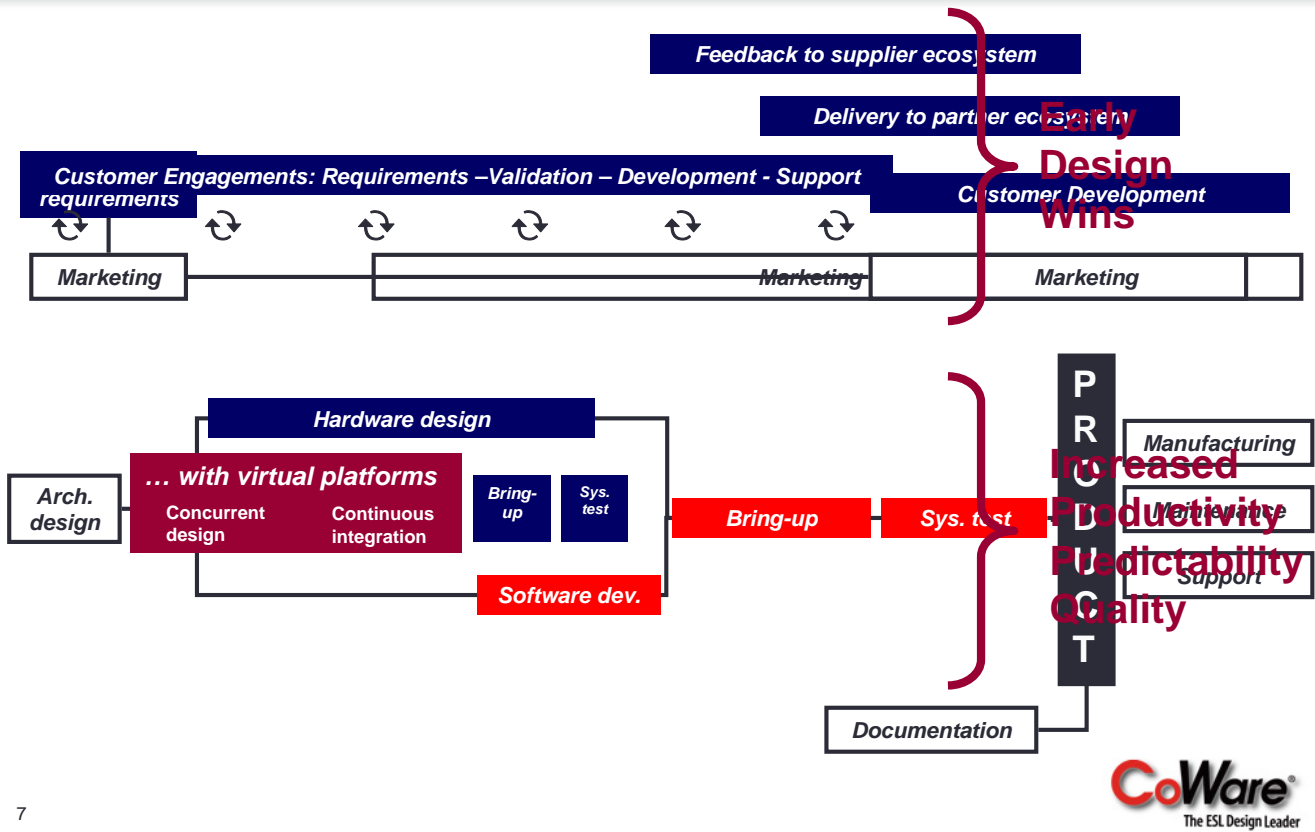 Feedback to supplier ecosystem
Delivery to partner ecosystem
Early
Design
Wins
Customer Engagements: Requirements –Validation – Development - Support
requirements
Customer Development
Marketing
Marketing
Marketing
Hardware design
… with virtual platforms
Concurrent
design
Continuous
integration
Arch.
design
Bring-
up
Sys.
test
Bring-up
Sys. test
Software dev.
PRODUCT
Manufacturing
Maintenance
Support
Increased
Productivity
Predictability
Quality
Documentation
CoWare®
The ESL Design Leader
7